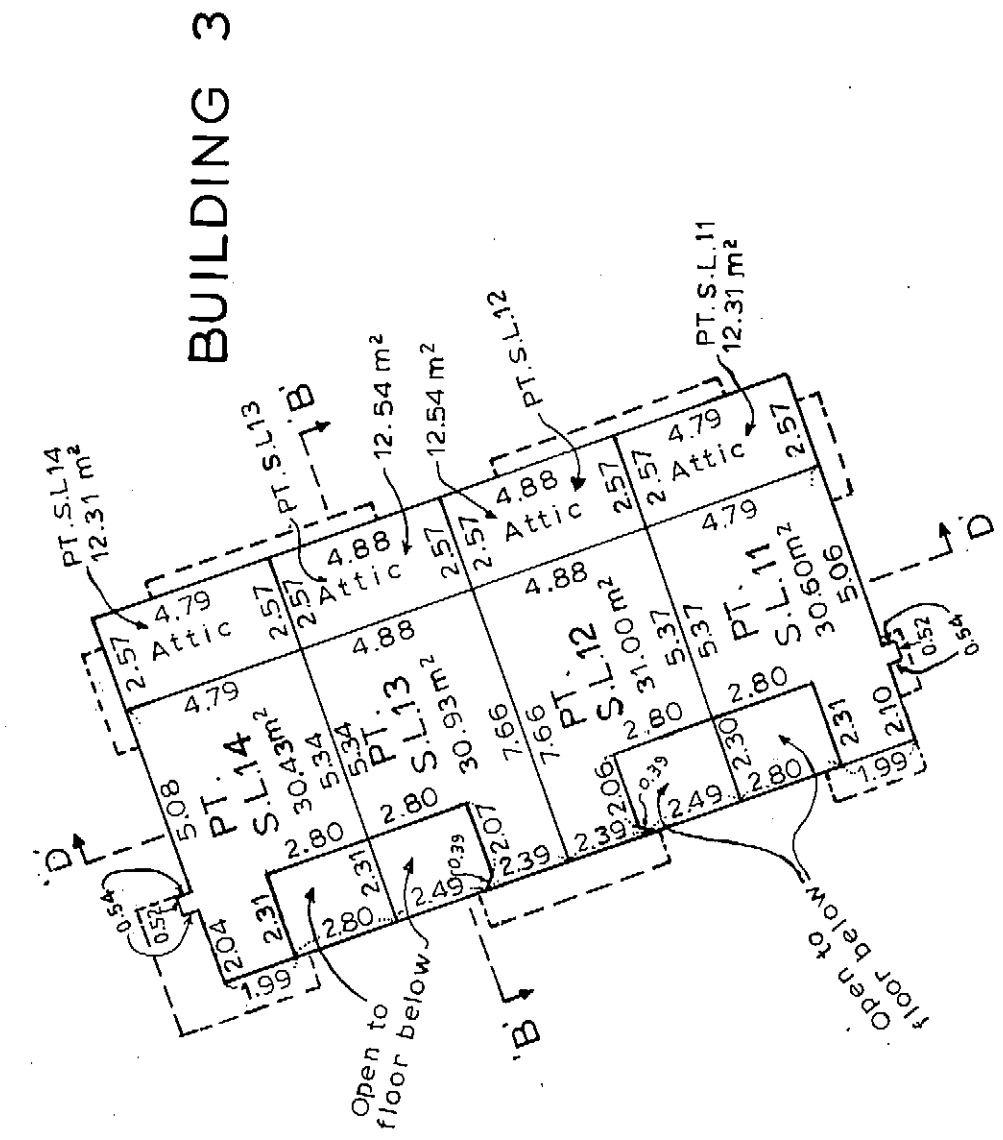 BUILDING 3
PT. S.L.14
12.31 m²
PT. S.L.13
'B'
12.54 m²
12.54 m²
PT. S.L.12
PT. S.L.11
12.31 m²
2.57
4.79
Attic
2.57
2.57
4.88
Attic
2.57
2.57
4.88
Attic
2.57
2.57
4.79
Attic
2.57
'D'
5.08
4.79
PT.
S.L.14
30.43m²
5.34
0.54
0.52
2.04
2.31
2.80
1.99
2.80
2.31
4.88
5.34
PT.
S.L.13
30.93m²
7.66
2.80
2.49
0.39
2.07
2.39
4.88
7.66
PT.
S.L.12
31.00m²
5.37
2.06
2.80
0.39
2.39
2.49
2.30
4.79
5.37
PT.
S.L.11
30.60m²
5.06
2.80
2.80
2.31
1.99
2.10
0.52
0.54
'D'
'B'
Open to
floor below
Open to
floor below